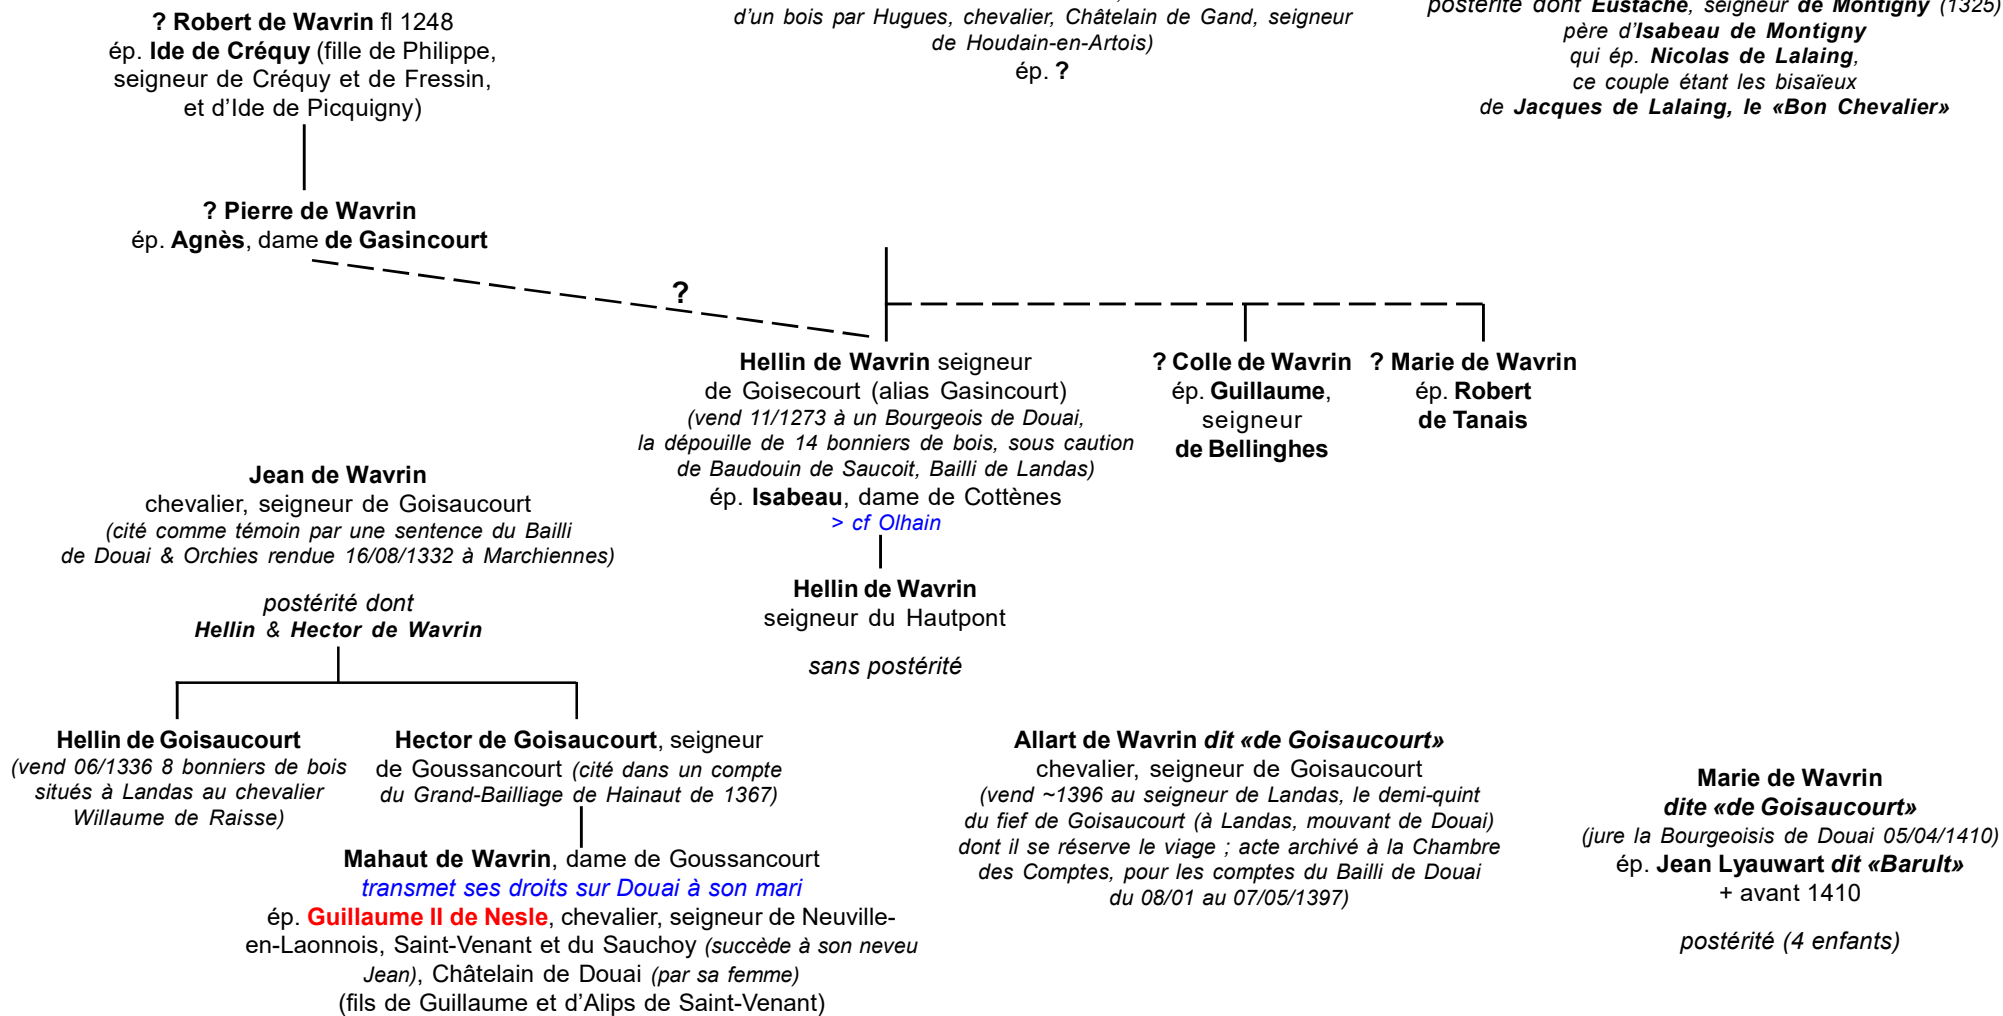 ? Robert de Wavrin fl 1248
ép. Ide de Créquy (fille de Philippe,
seigneur de Créquy et de Fressin,
et d'Ide de Picquigny)
d'un bois par Hugues, chevalier, Châtelain de Gand, seigneur
de Houdain-en-Artois)
ép. ?
postérité dont Eustache, seigneur de Montigny (1325)
père d'Isabeau de Montigny
qui ép. Nicolas de Lalaing,
ce couple étant les bisaïeux
de Jacques de Lalaing, le «Bon Chevalier»
? Pierre de Wavrin
ép. Agnès, dame de Gasincourt
?
Hellin de Wavrin seigneur
de Goisecourt (alias Gasincourt)
(vend 11/1273 à un Bourgeois de Douai,
la dépouille de 14 bonniers de bois, sous caution
de Baudouin de Saucoit, Bailli de Landas)
ép. Isabeau, dame de Cottènes
> cf Olhain
? Colle de Wavrin
ép. Guillaume,
seigneur
de Bellinghes
? Marie de Wavrin
ép. Robert
de Tanais
Jean de Wavrin
chevalier, seigneur de Goisaucourt
(cité comme témoin par une sentence du Bailli
de Douai & Orchies rendue 16/08/1332 à Marchiennes)
postérité dont
Hellin & Hector de Wavrin
Hellin de Wavrin
seigneur du Hautpont
sans postérité
Hellin de Goisaucourt
(vend 06/1336 8 bonniers de bois
situés à Landas au chevalier
Willaume de Raisse)
Hector de Goisaucourt, seigneur
de Goussancourt (cité dans un compte
du Grand-Bailliage de Hainaut de 1367)
Mahaut de Wavrin, dame de Goussancourt
transmet ses droits sur Douai à son mari
ép. Guillaume II de Nesle, chevalier, seigneur de Neuville-
en-Laonnois, Saint-Venant et du Sauchoy (succède à son neveu
Jean), Châtelain de Douai (par sa femme)
(fils de Guillaume et d'Alips de Saint-Venant)
Allart de Wavrin dit «de Goisaucourt»
chevalier, seigneur de Goisaucourt
(vend ~1396 au seigneur de Landas, le demi-quint
du fief de Goisaucourt (à Landas, mouvant de Douai)
dont il se réserve le viage ; acte archivé à la Chambre
des Comptes, pour les comptes du Bailli de Douai
du 08/01 au 07/05/1397)
Marie de Wavrin
dite «de Goisaucourt»
(jure la Bourgeoisis de Douai 05/04/1410)
ép. Jean Lyauwart dit «Barult»
+ avant 1410
postérité (4 enfants)